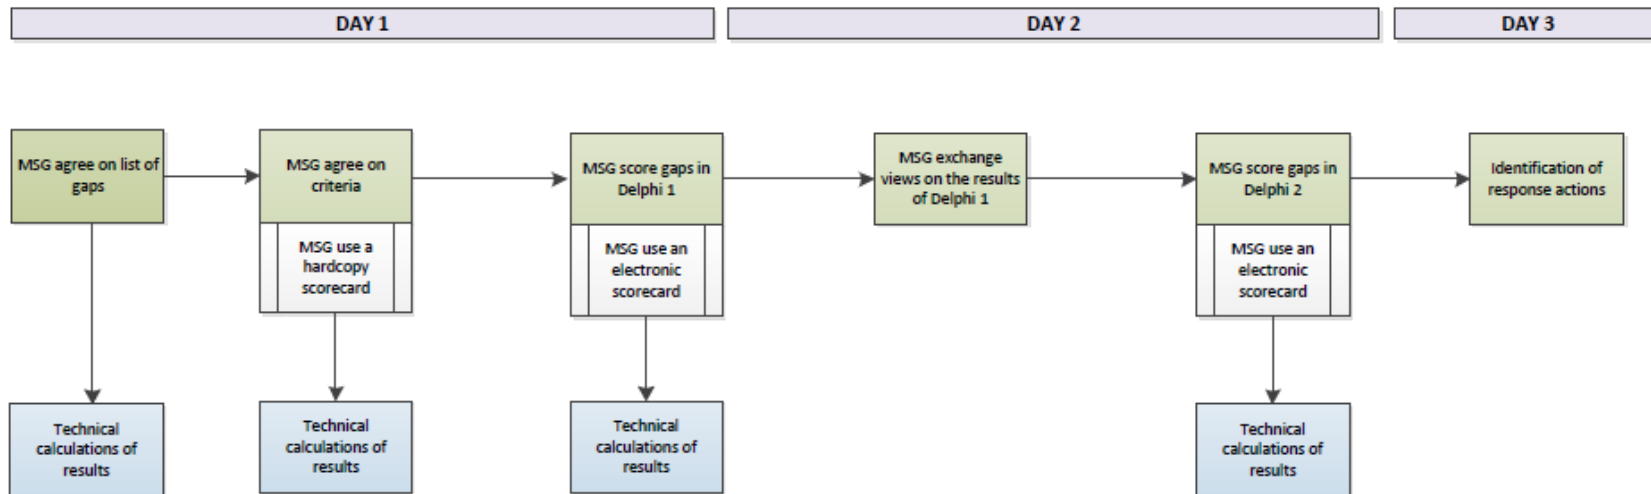 DAY 1
DAY 2
DAY 3
MSG agree on list of
gaps
MSG agree on
criteria
MSG use a
hardcopy
scorecard
MSG score gaps in
Delphi 1
MSG use an
electronic
scorecard
MSG exchange
views on the results
of Delphi 1
MSG score gaps in
Delphi 2
MSG use an
electronic
scorecard
Identification of
response actions
Technical
calculations of
results
Technical
calculations of
results
Technical
calculations of
results
Technical
calculations of
results